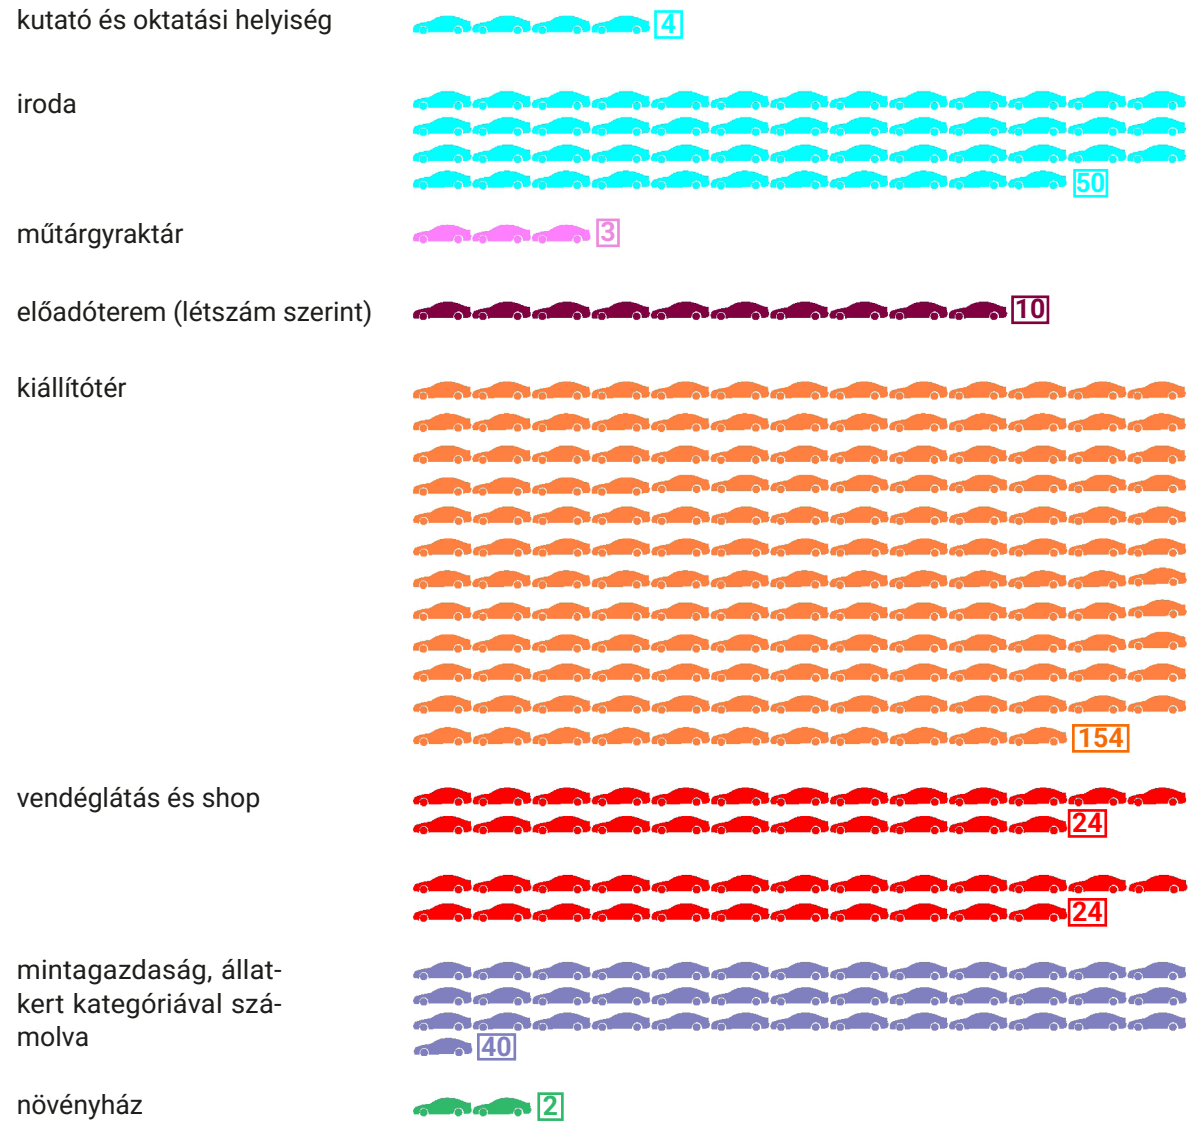 kutató és oktatási helyiség 4
iroda
50
műtárgyraktár 3
előadóterem (létszám szerint) 10
kiállítótér
154
vendéglátás és shop
24
24
mintagazdaság, állat-
kert kategóriával szá-
molva
40
növényház 2